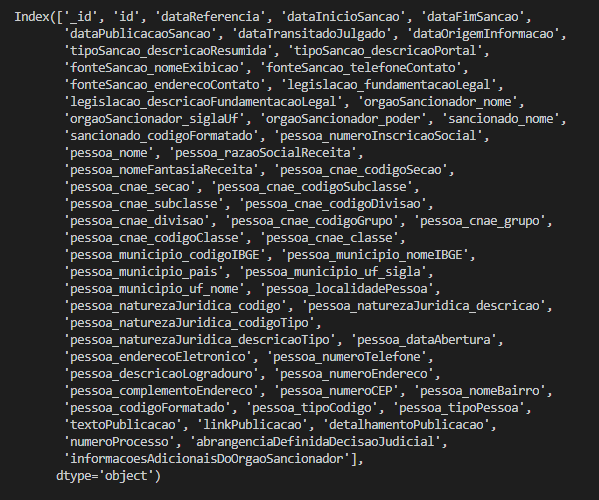 Index(['_id', 'id', 'dataReferencia', 'dataInicioSancao', 'dataFimSancao',
'dataPublicacaoSancao', 'dataTransitadoJulgado', 'dataOrigemInformacao',
'tipoSancao_descricaoResumida', 'tipoSancao_descricaoPortal',
'fonteSancao_nomeExibicao', 'fonteSancao_telefoneContato',
'fonteSancao_enderecoContato', 'legislacao_fundamentacaoLegal',
'legislacao_descricaoFundamentacaoLegal', 'orgaoSancionador_nome',
'orgaoSancionador_siglaUf', 'orgaoSancionador_poder', 'sancionado_nome',
'sancionado_codigoFormatado', 'pessoa_numeroInscricaoSocial',
'pessoa_nome', 'pessoa_razaoSocialReceita',
'pessoa_nomeFantasiaReceita', 'pessoa_cnae_codigoSecao',
'pessoa_cnae_secao', 'pessoa_cnae_codigoSubclasse',
'pessoa_cnae_subclasse', 'pessoa_cnae_codigoDivisao',
'pessoa_cnae_divisao', 'pessoa_cnae_codigoGrupo', 'pessoa_cnae_grupo',
'pessoa_cnae_codigoClasse', 'pessoa_cnae_classe',
'pessoa_municipio_codigoIBGE', 'pessoa_municipio_nomeIBGE',
'pessoa_municipio_pais', 'pessoa_municipio_uf_sigla',
'pessoa_municipio_uf_nome', 'pessoa_localidadePessoa',
'pessoa_naturezaJuridica_codigo', 'pessoa_naturezaJuridica_descricao',
'pessoa_naturezaJuridica_codigoTipo',
'pessoa_naturezaJuridica_descricaoTipo', 'pessoa_dataAbertura',
'pessoa_enderecoEletronico', 'pessoa_numeroTelefone',
'pessoa_descricaoLogradouro', 'pessoa_numeroEndereco',
'pessoa_complementoEndereco', 'pessoa_numeroCEP', 'pessoa_nomeBairro',
'pessoa_codigoFormatado', 'pessoa_tipoCodigo', 'pessoa_tipoPessoa',
'textoPublicacao', 'linkPublicacao', 'detalhamentoPublicacao',
'numeroProcesso', 'abrangenciaDefinidaDecisaoJudicial',
'informacoesAdicionaisDoOrgaoSancionador'],
dtype='object')